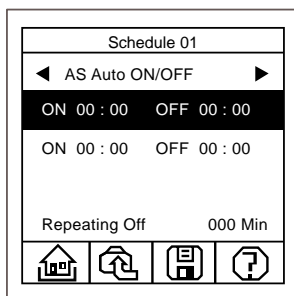 Schedule 01
AS Auto ON/OFF
ON 00 : 00 OFF 00 : 00
ON 00 : 00 OFF 00 : 00
Repeating Off 000 Min
?